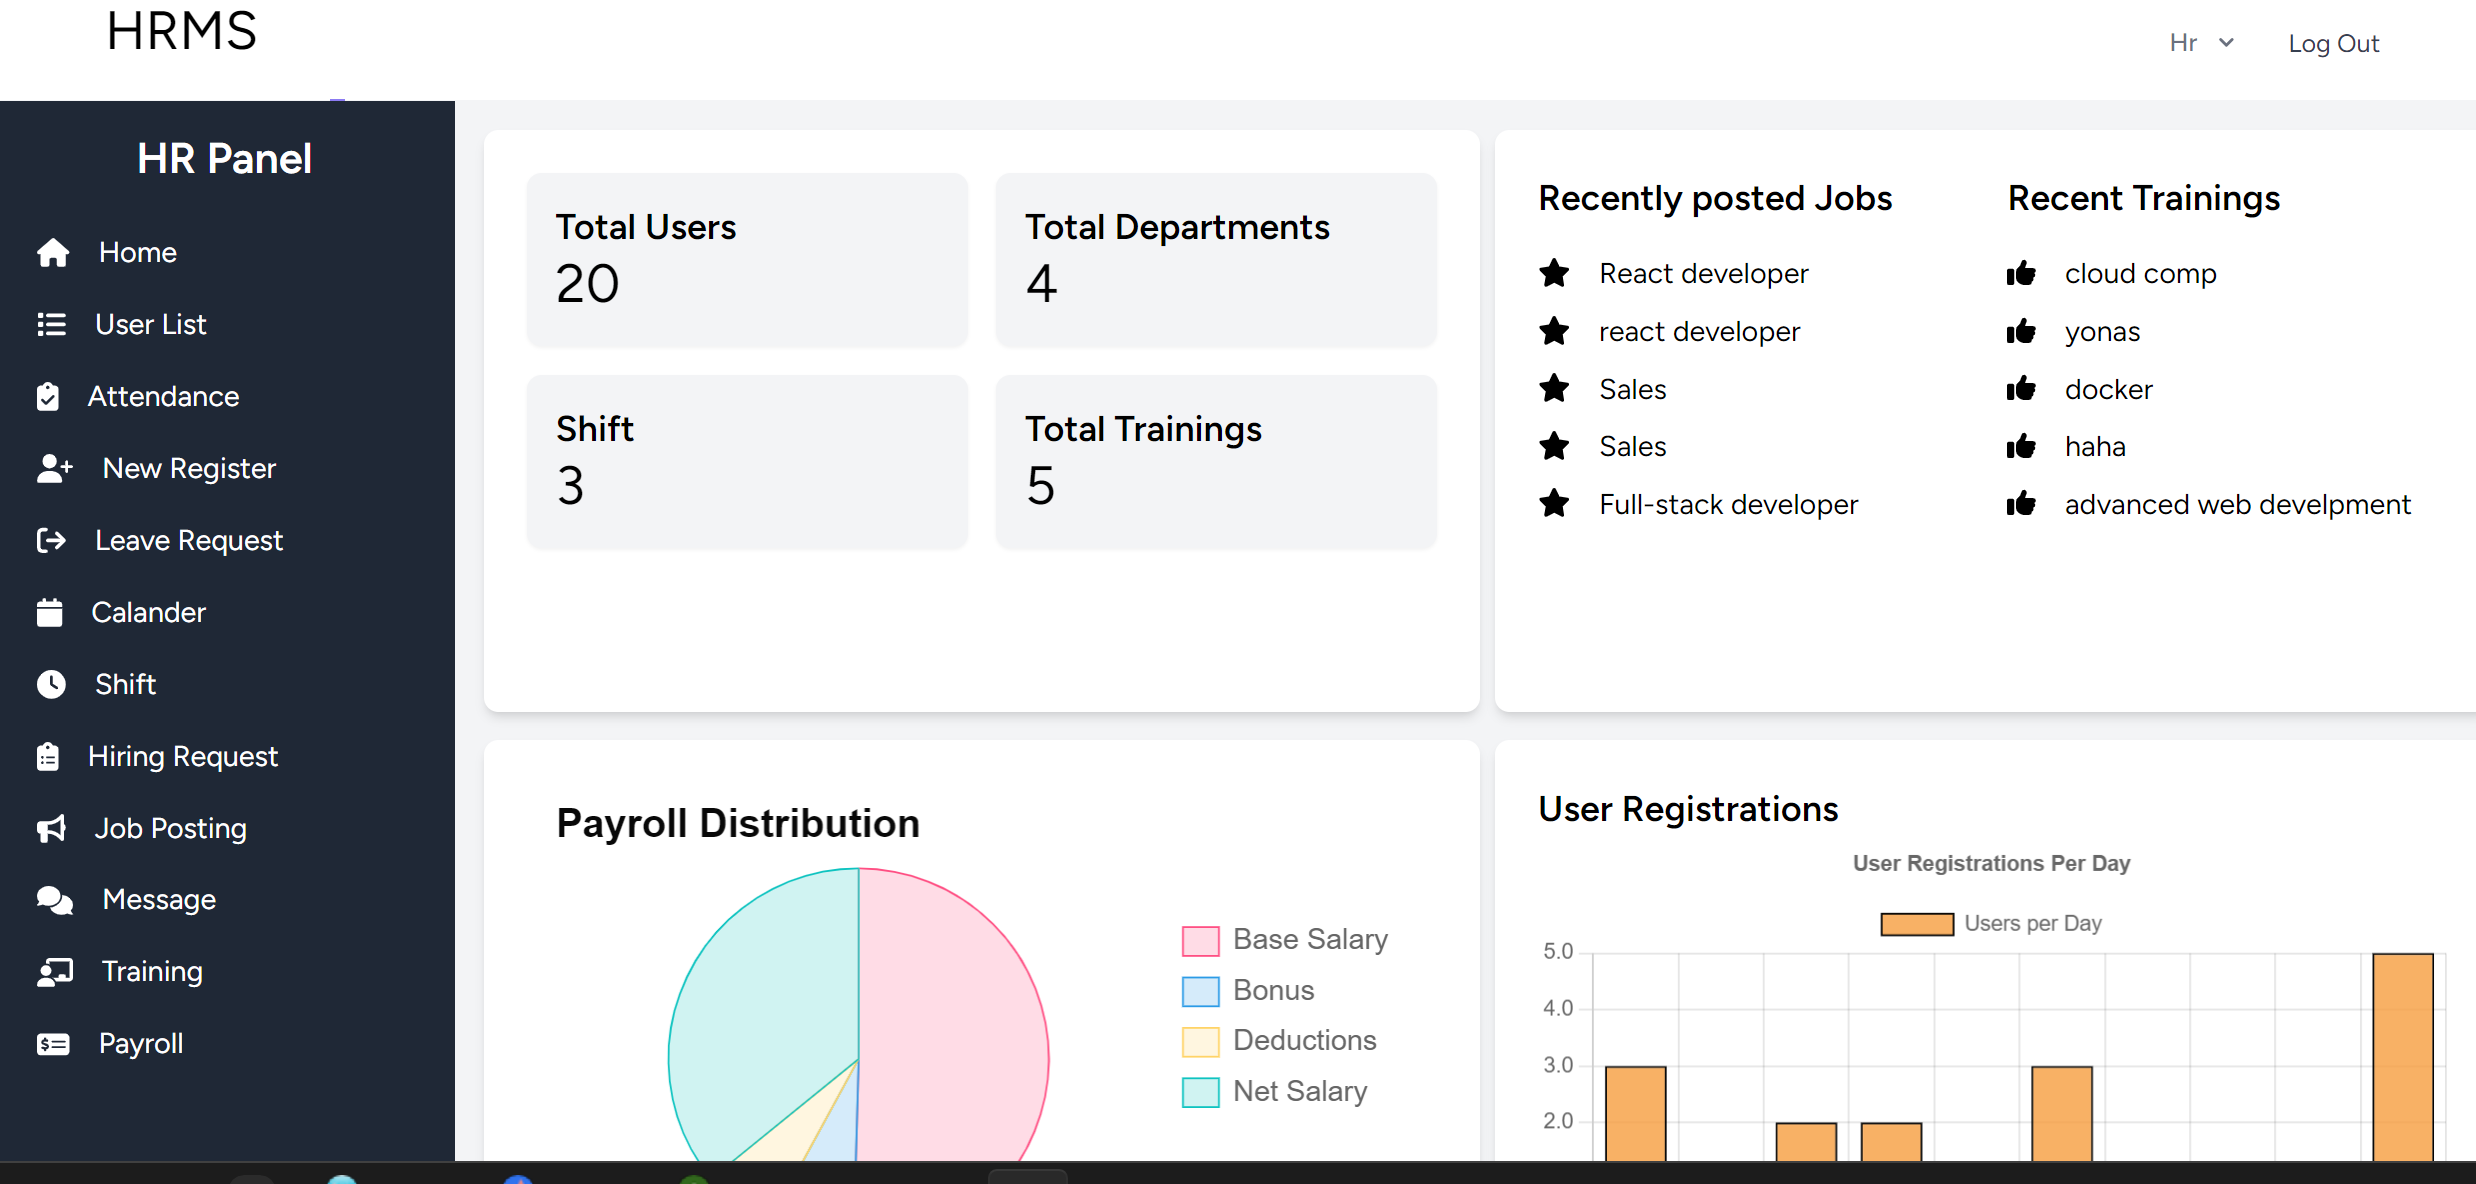 HRMS
Hr
Log Out
HR Panel
Home
User List
Attendance
New Register
Leave Request
Calander
Shift
Hiring Request
Job Posting
Message
Training
Payroll
Total Users
20
Total Departments
4
Shift
3
Total Trainings
5
Recently posted Jobs
React developer
react developer
Sales
Sales
Full-stack developer
Recent Trainings
cloud comp
yonas
docker
haha
advanced web develpment
Payroll Distribution
Base Salary
Bonus
Deductions
Net Salary
User Registrations
User Registrations Per Day
Users per Day
5.0
4.0
3.0
2.0